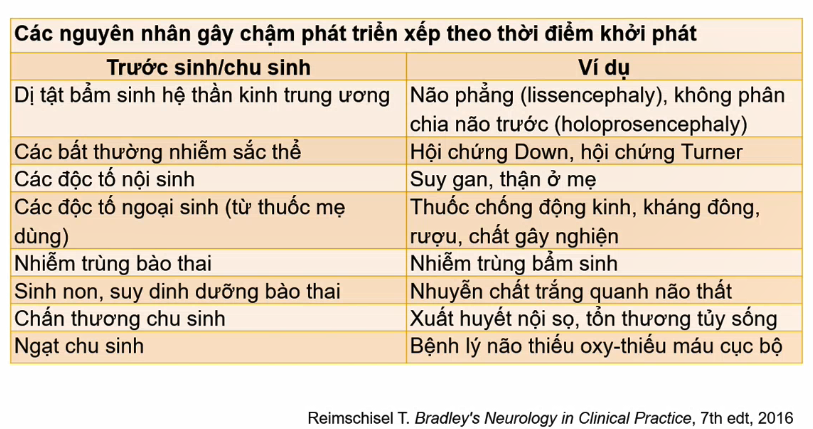 Các nguyên nhân gây chậm phát triển xếp theo thời điểm khởi phát
Trước sinh/chu sinh
Ví dụ
Dị tật bẩm sinh hệ thần kinh trung ương
Não phẳng (lissencephaly), không phân
chia não trước (holoprosencephaly)
Các bất thường nhiễm sắc thể
Hội chứng Down, hội chứng Turner
Các độc tố nội sinh
Suy gan, thận ở mẹ
Các độc tố ngoại sinh (từ thuốc mẹ
dùng)
Thuốc chống động kinh, kháng đông,
rượu, chất gây nghiện
Nhiễm trùng bào thai
Nhiễm trùng bẩm sinh
Sinh non, suy dinh dưỡng bào thai
Nhuyễn chất trắng quanh não thất
Chấn thương chu sinh
Xuất huyết nội sọ, tổn thương tủy sống
Ngạt chu sinh
Bệnh lý não thiếu oxy-thiếu máu cục bộ
Reimschisel T. Bradley's Neurology in Clinical Practice, 7th edt, 2016